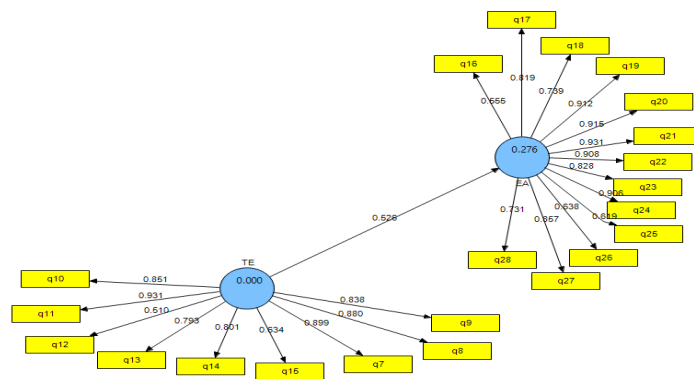 q17
q16
q18
q19
0.819
0.555
0.739
0.912
q20
0.915
q21
0.931
0.276
0.908
q22
0.828
EA
q23
0.906
q24
0.731
0.538
0.619
q25
0.526
0.857
q28
q26
q27
TE
0.000
q10
0.851
0.838
q9
q11
0.931
0.880
q8
0.510
0.793
0.801
0.534
0.899
q12
q13
q14
q15
q7